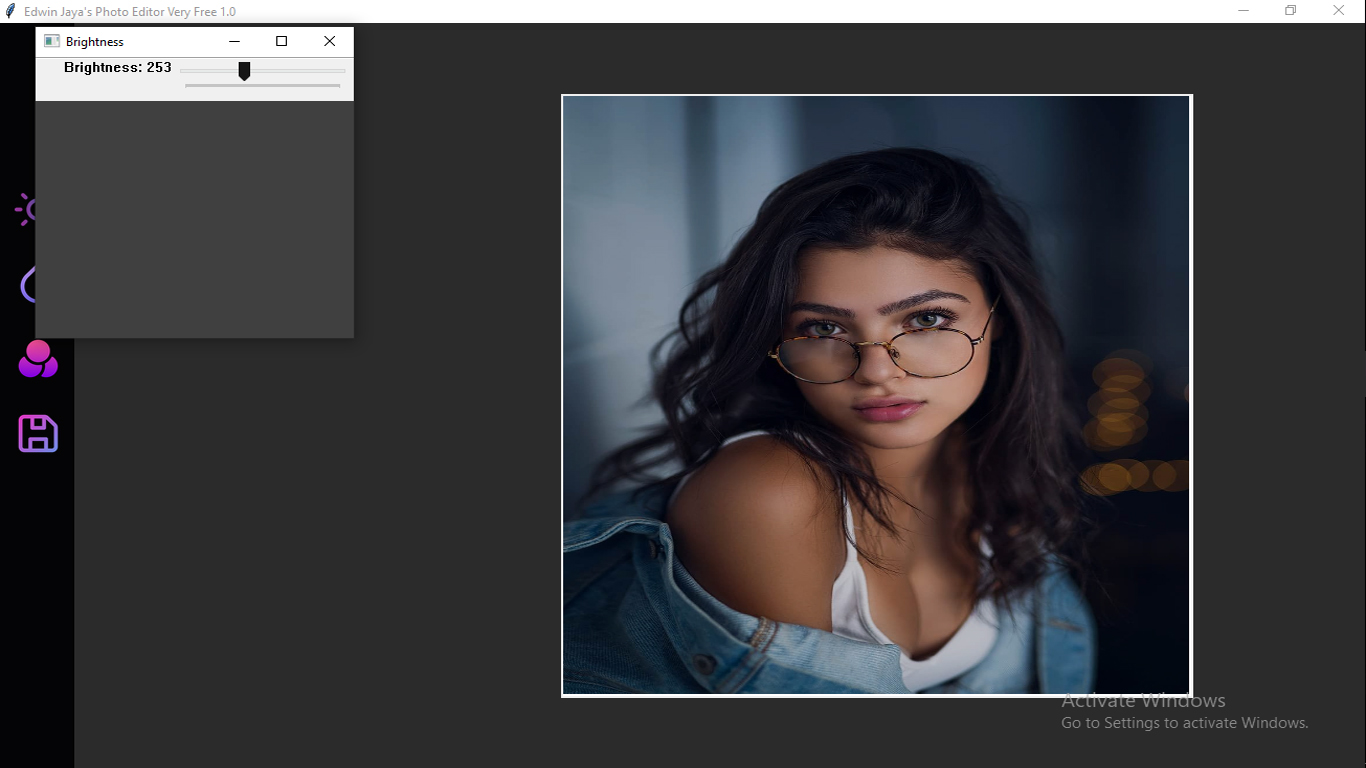 Edwin Jaya's Photo Editor Very Free 1.0
Brightness
Brightness: 253
Activate Windows
Go to Settings to activate Windows.